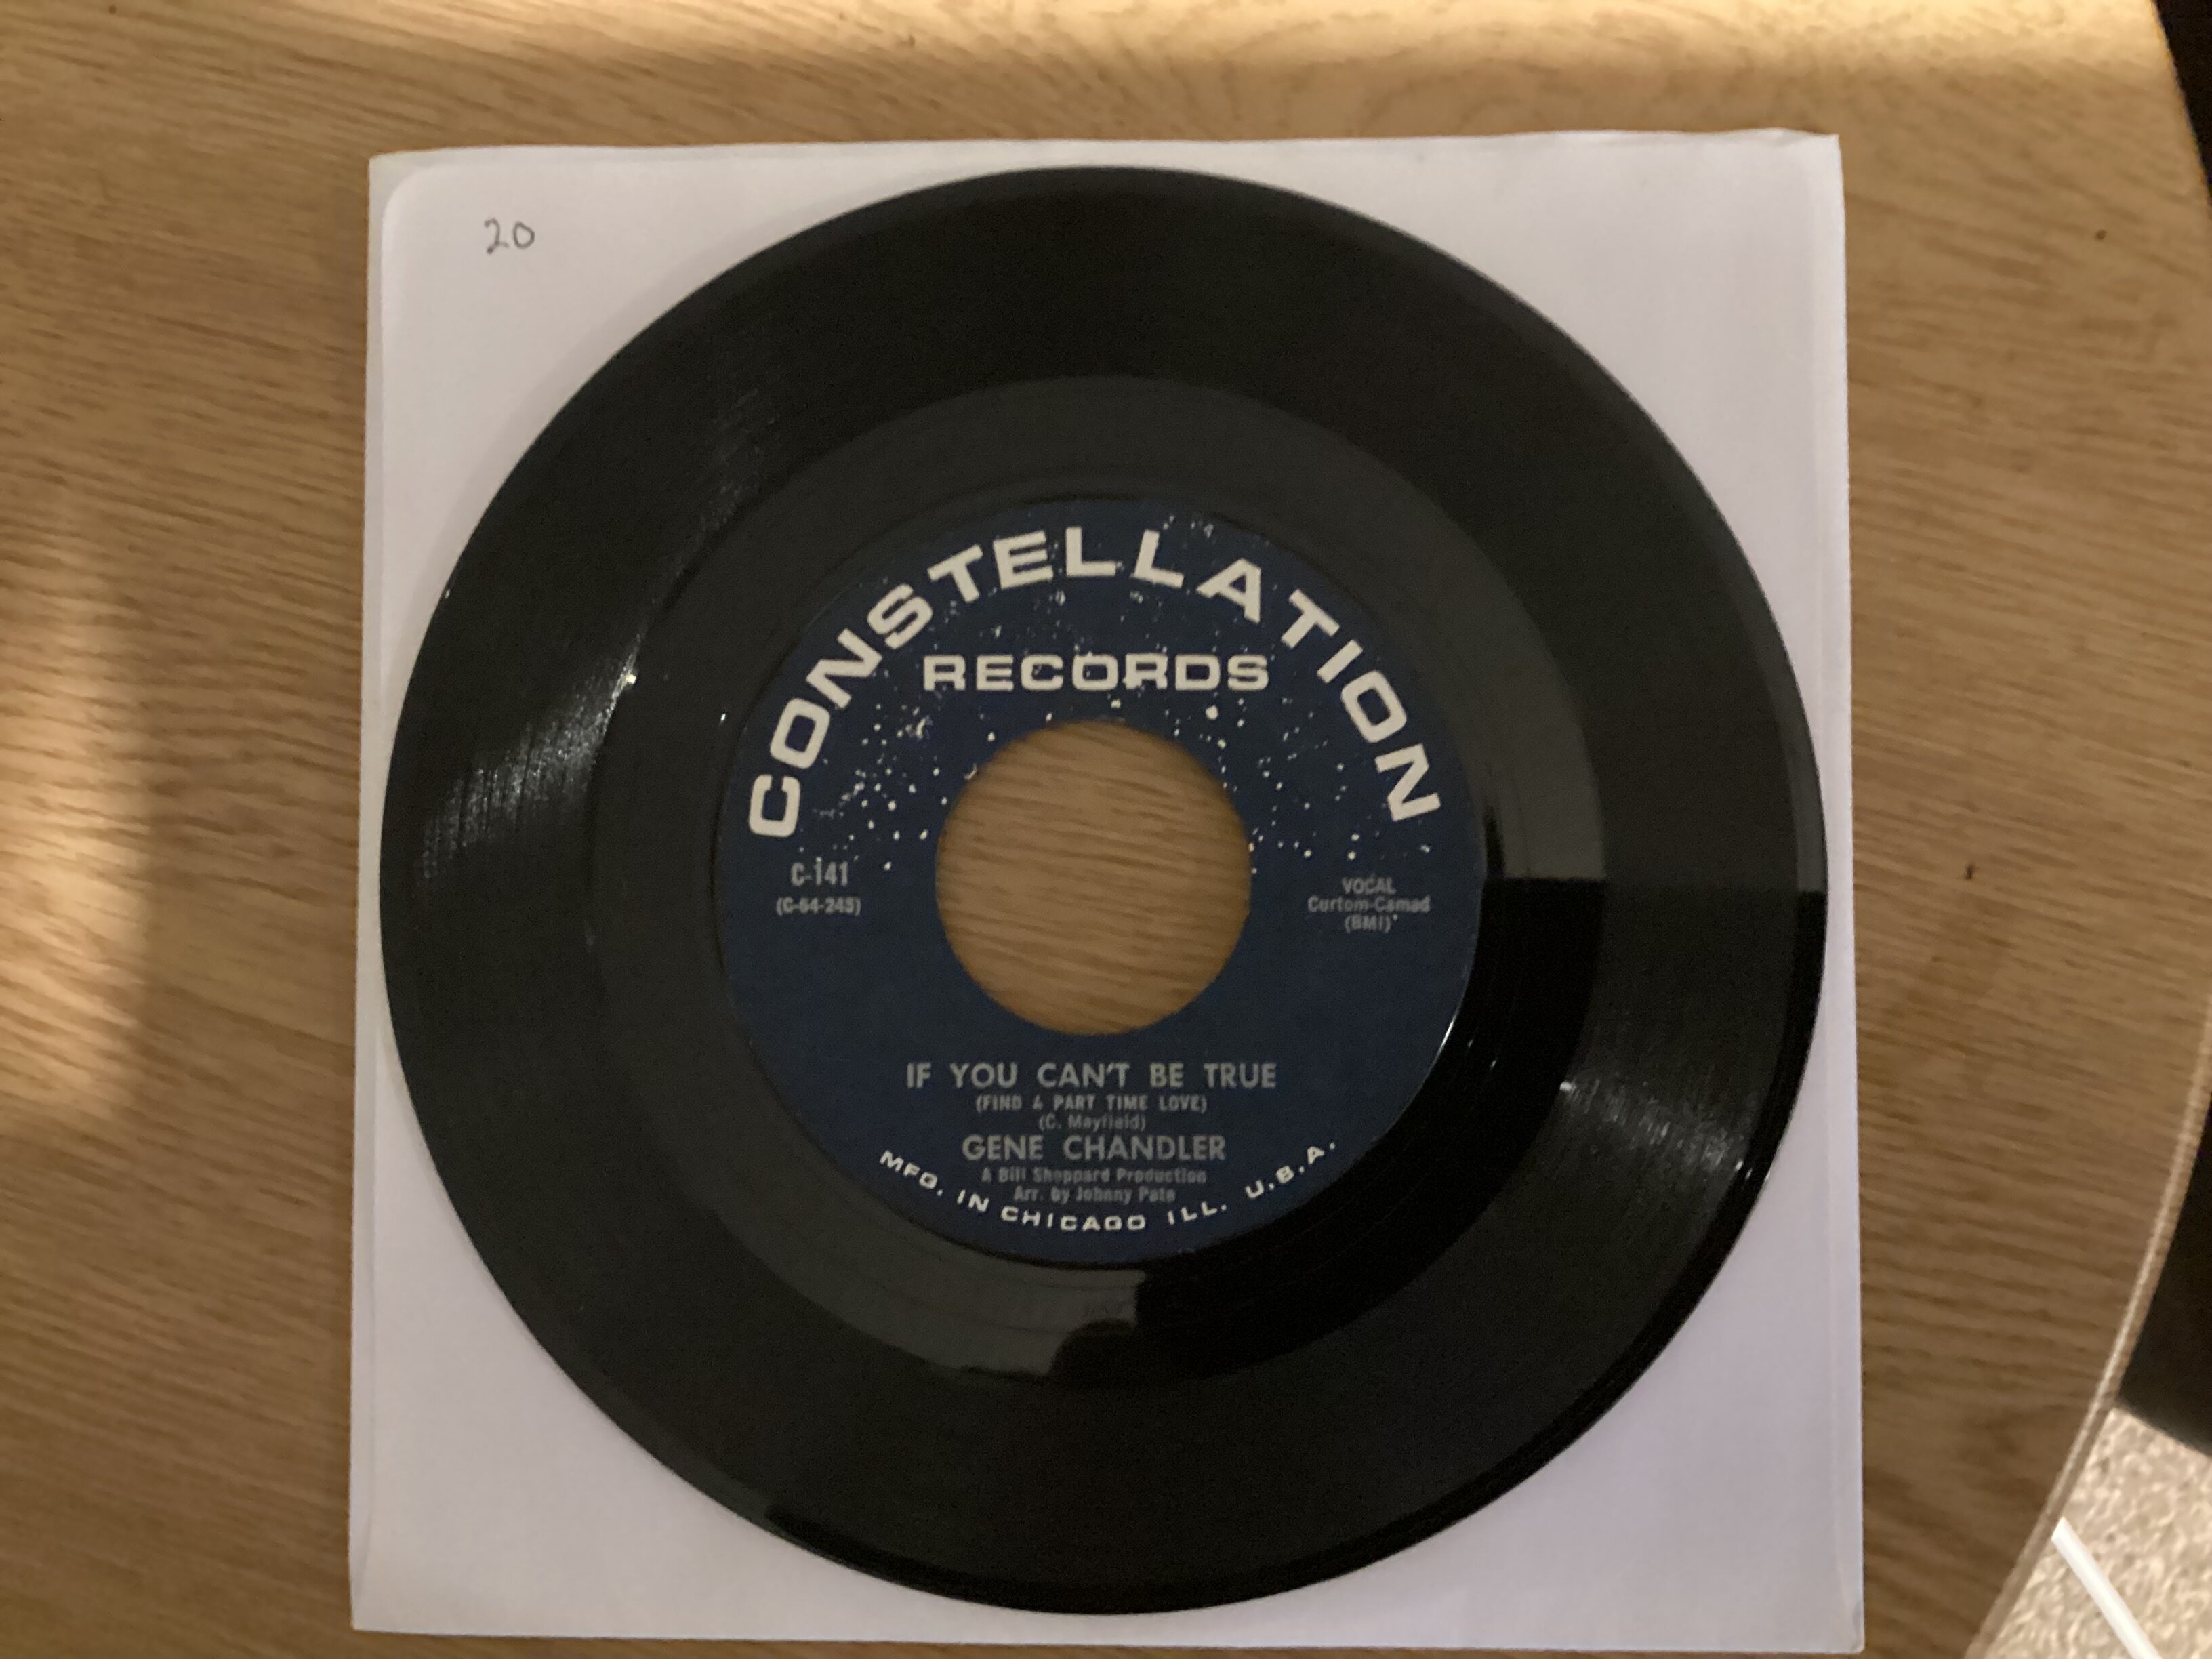 20
CONSTELLATION
RECORDS
C-141
(C-64-245)
VOCAL
Curtom-Camad
(BMI)
IF YOU CAN'T BE TRUE
(FIND A PART TIME LOVE)
(C. Mayfield)
GENE CHANDLER
A Bill Sheppard Production
Arr. by Johnny Pate
MFG. IN CHICAGO ILL. U.S.A.